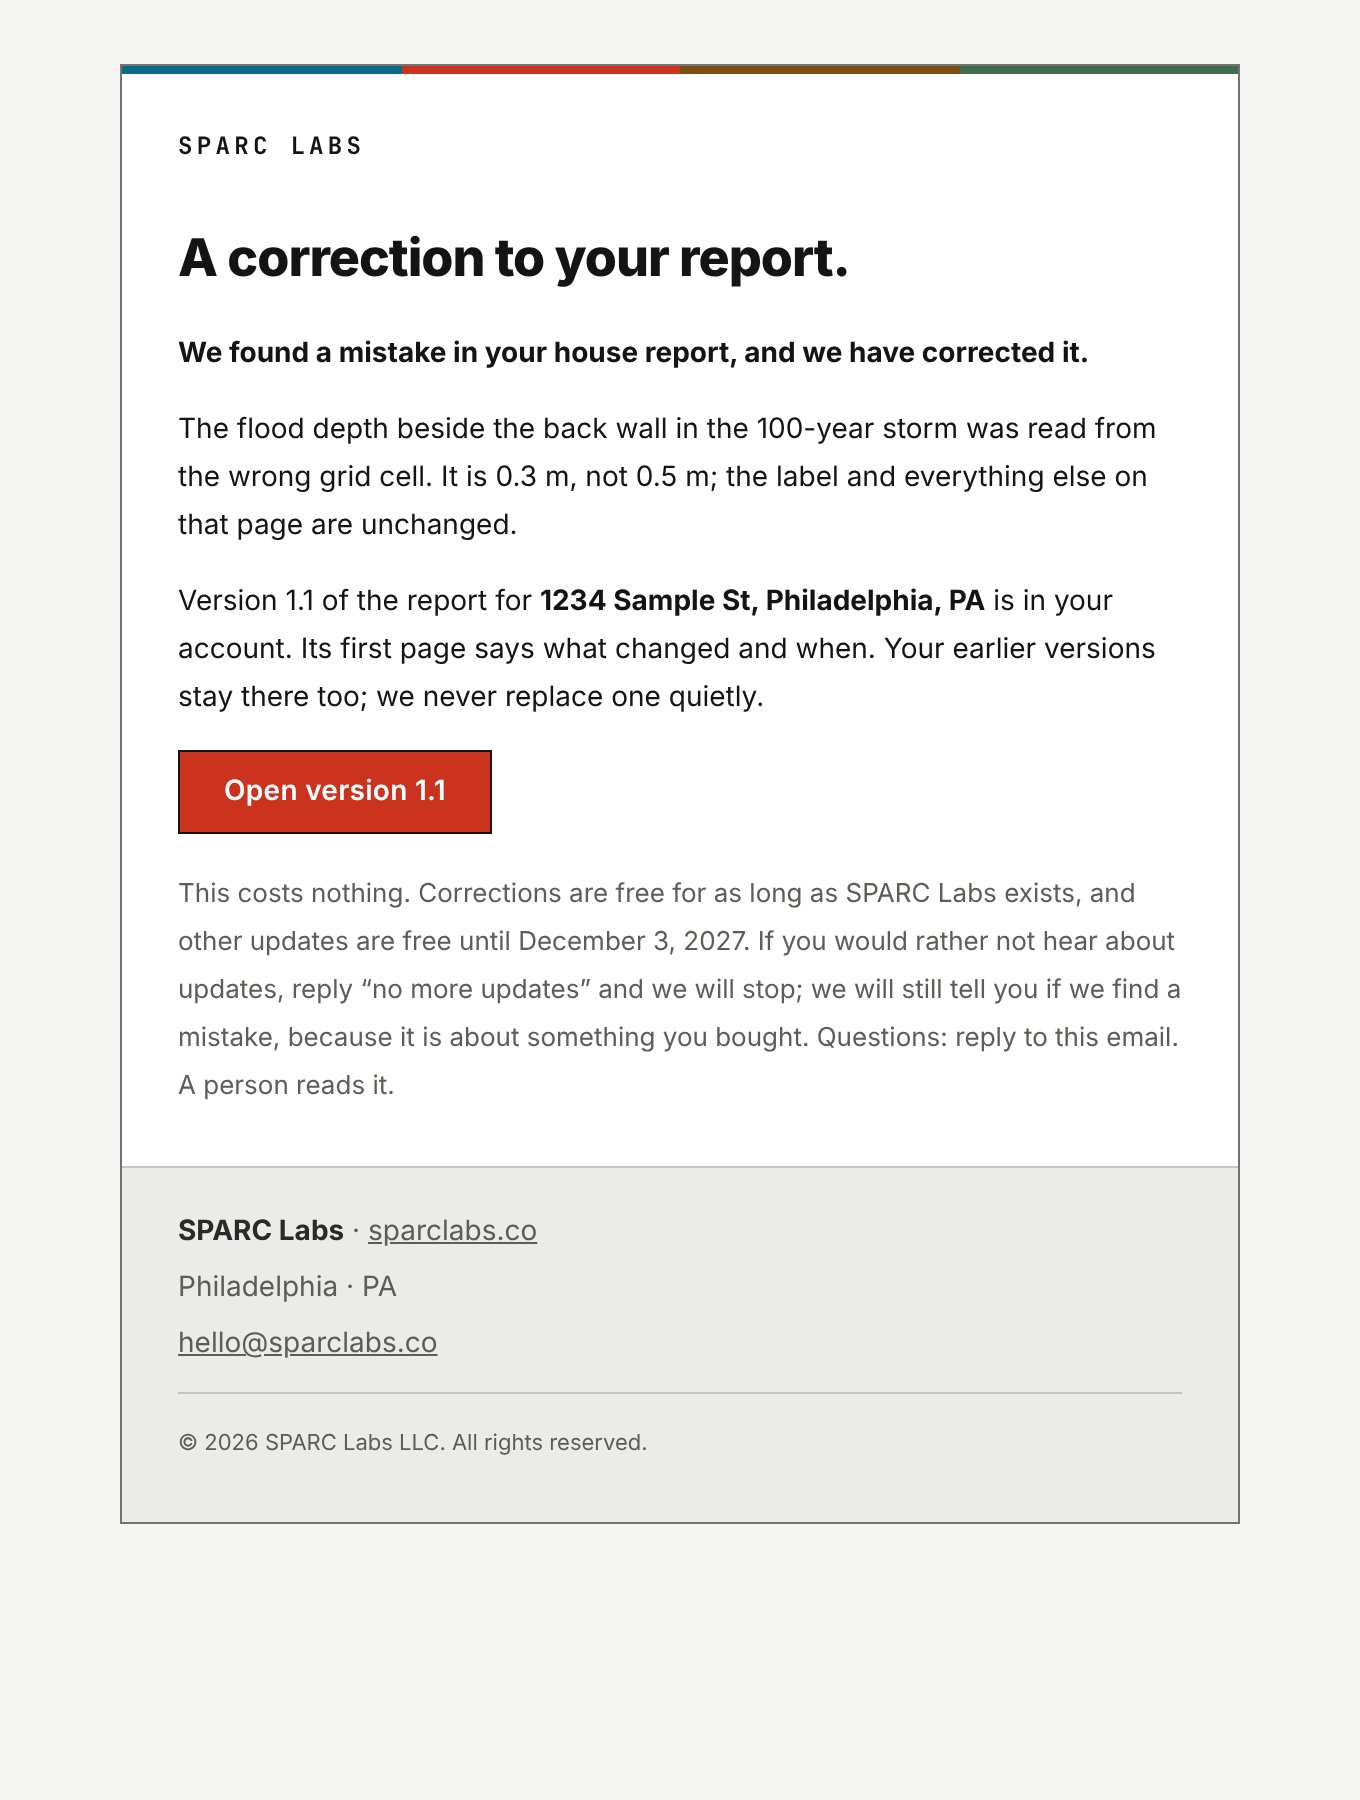 SPARC LABS
A correction to your report.
We found a mistake in your house report, and we have corrected it.
The flood depth beside the back wall in the 100-year storm was read from
the wrong grid cell. It is 0.3 m, not 0.5 m; the label and everything else on
that page are unchanged.
Version 1.1 of the report for 1234 Sample St, Philadelphia, PA is in your
account. Its first page says what changed and when. Your earlier versions
stay there too; we never replace one quietly.
Open version 1.1
This costs nothing. Corrections are free for as long as SPARC Labs exists, and
other updates are free until December 3, 2027. If you would rather not hear about
updates, reply “no more updates” and we will stop; we will still tell you if we find a
mistake, because it is about something you bought. Questions: reply to this email.
A person reads it.
SPARC Labs · sparclabs.co
Philadelphia · PA
hello@sparclabs.co
© 2026 SPARC Labs LLC. All rights reserved.